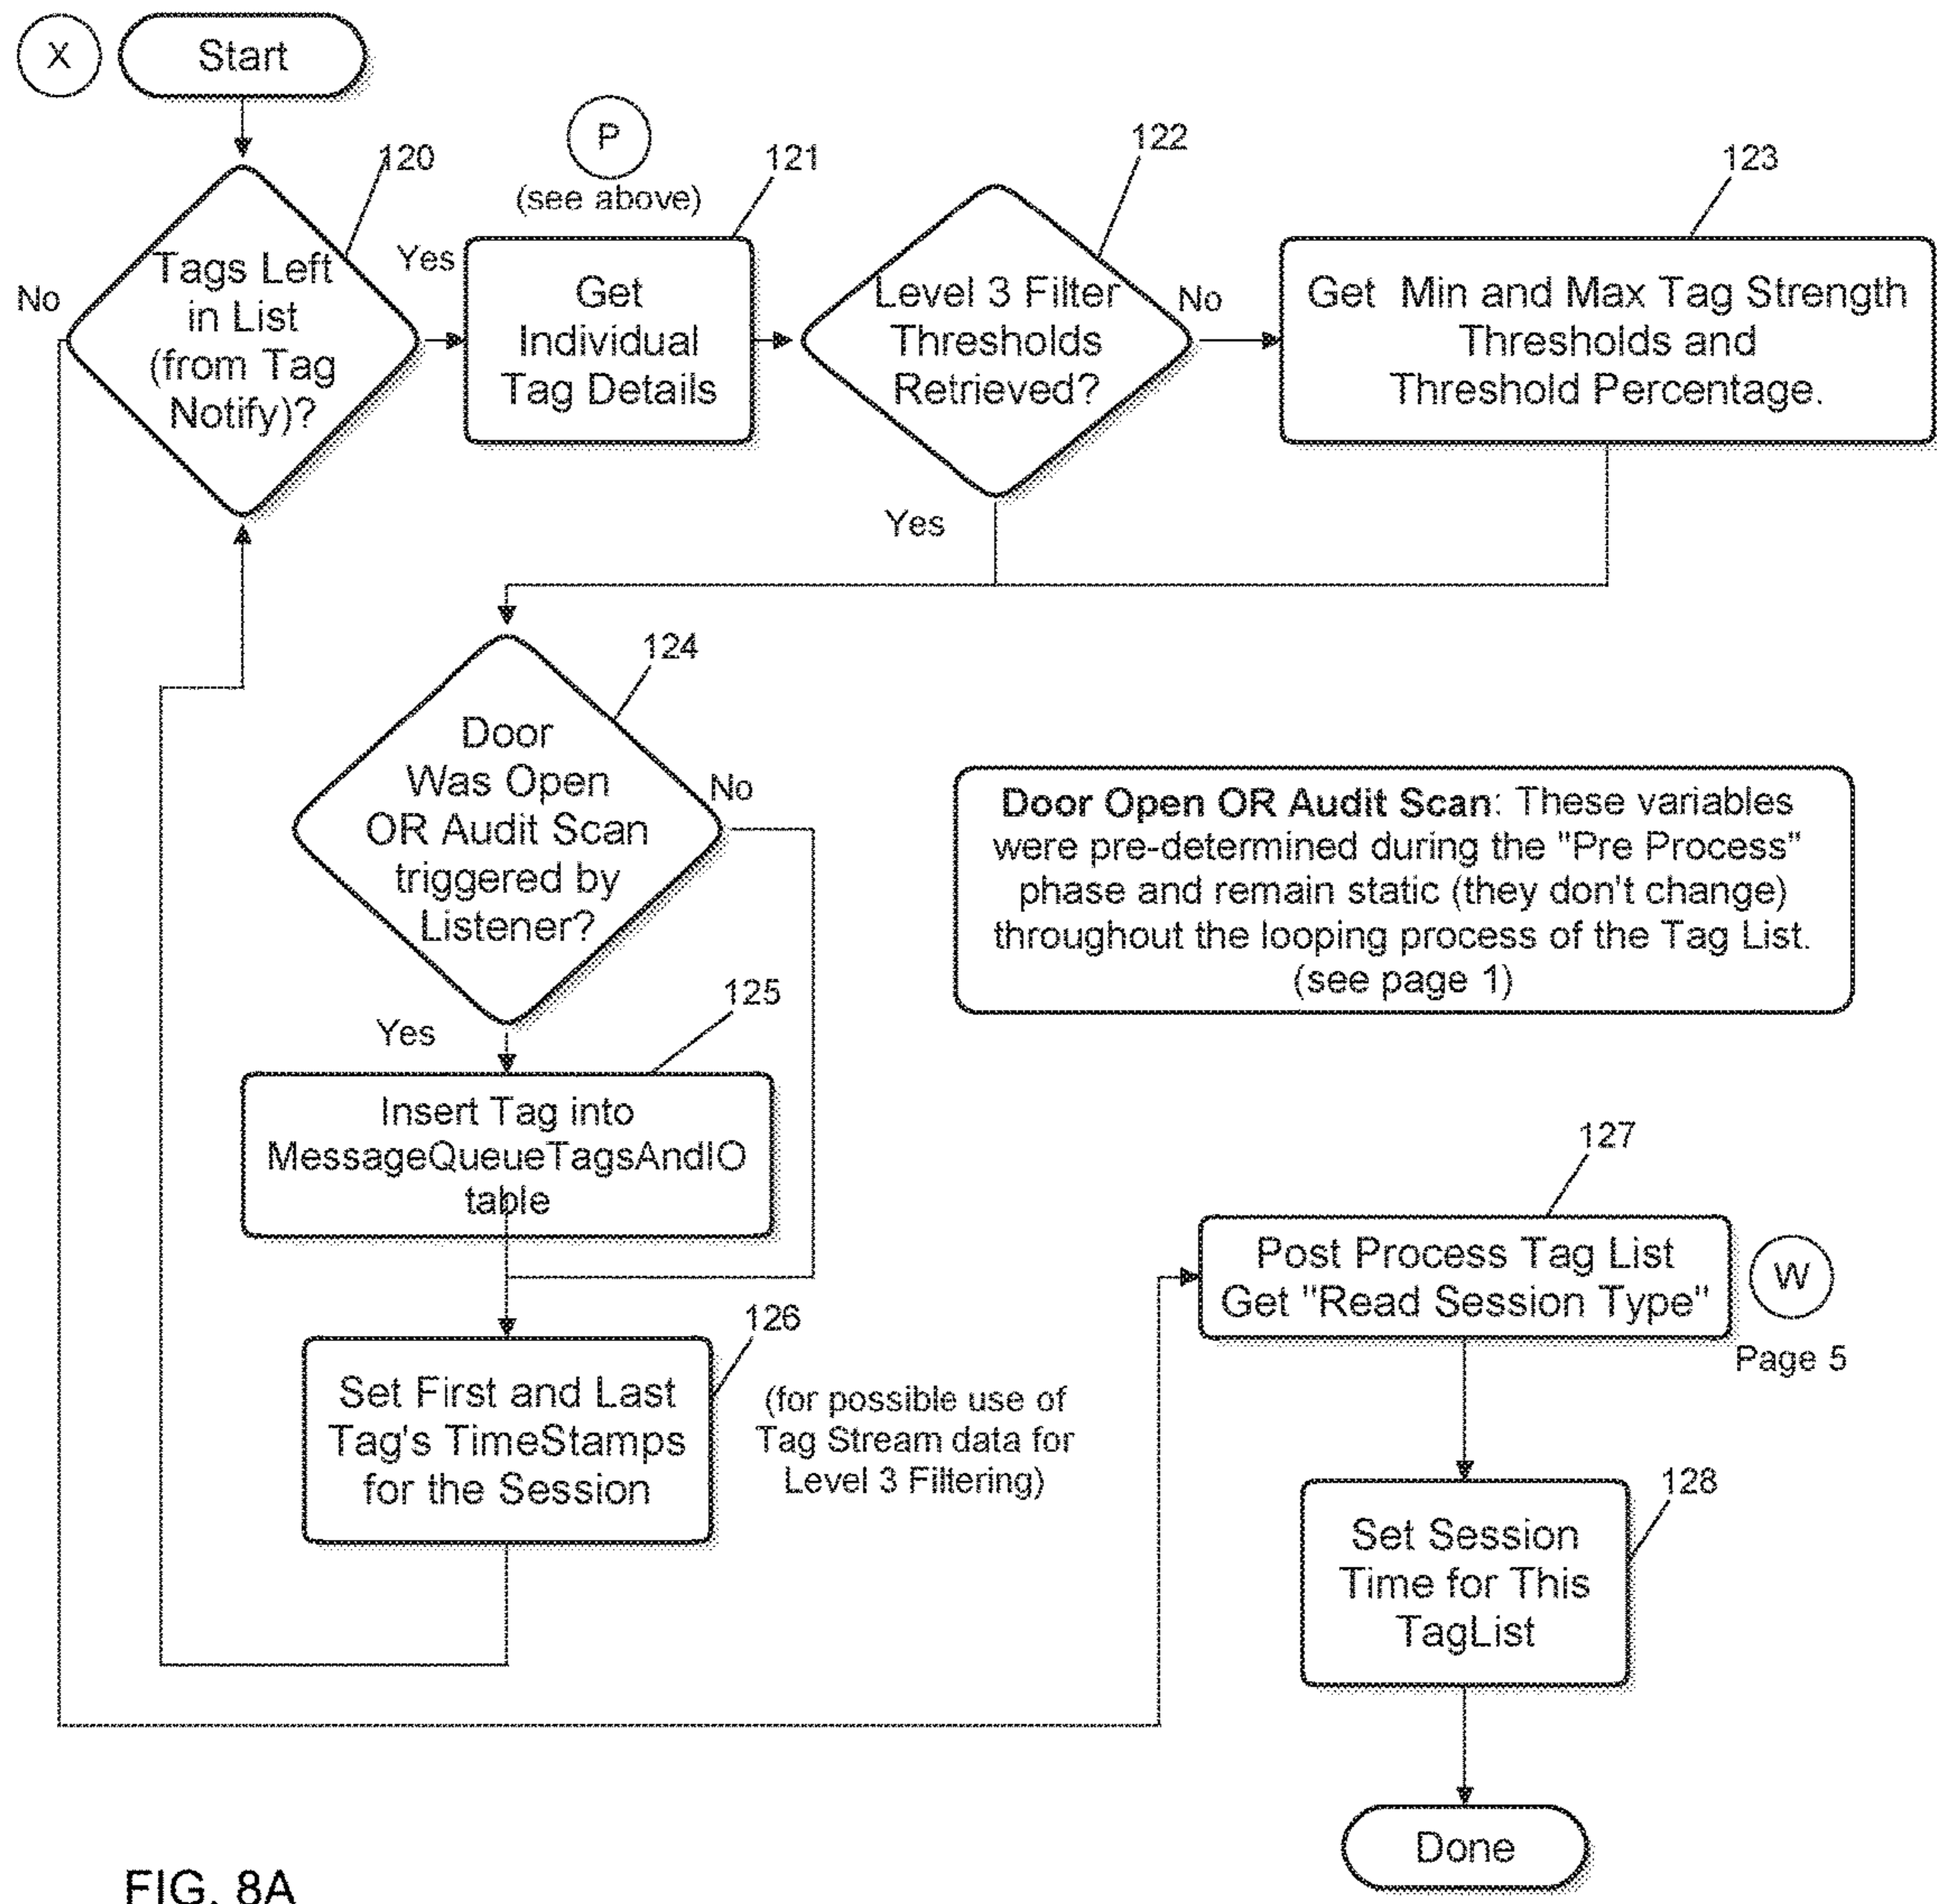 X
Start
120
P
(see above)
121
122
123
No
Tags Left
in List
(from Tag
Notify)?
Yes
Get
Individual
Tag Details
Level 3 Filter
Thresholds
Retrieved?
No
Get Min and Max Tag Strength
Thresholds and
Threshold Percentage.
Yes
124
Door
Was Open
OR Audit Scan
triggered by
Listener?
No
Door Open OR Audit Scan: These variables
were pre-determined during the "Pre Process"
phase and remain static (they don't change)
throughout the looping process of the Tag List.
(see page 1)
Yes
125
Insert Tag into
MessageQueueTagsAndIO
table
126
Set First and Last
Tag's TimeStamps
for the Session
(for possible use of
Tag Stream data for
Level 3 Filtering)
127
Post Process Tag List
Get "Read Session Type"
W
Page 5
128
Set Session
Time for This
TagList
Done
FIG. 8A